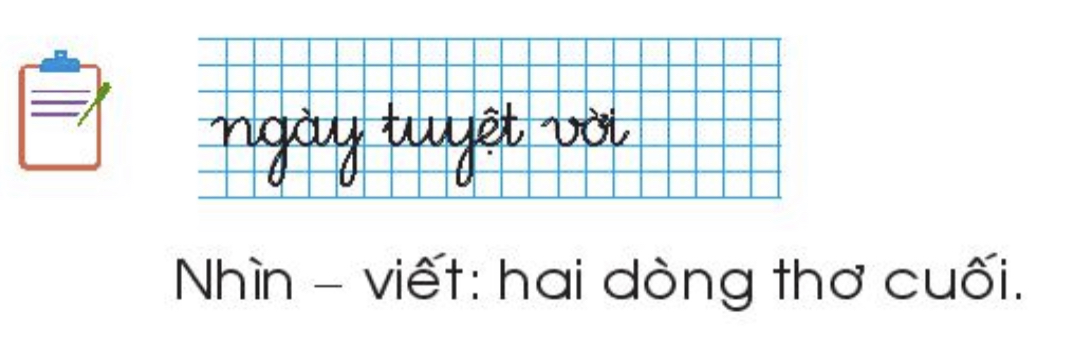 ngày tuyệt vời
Nhìn – viết: hai dòng thơ cuối.